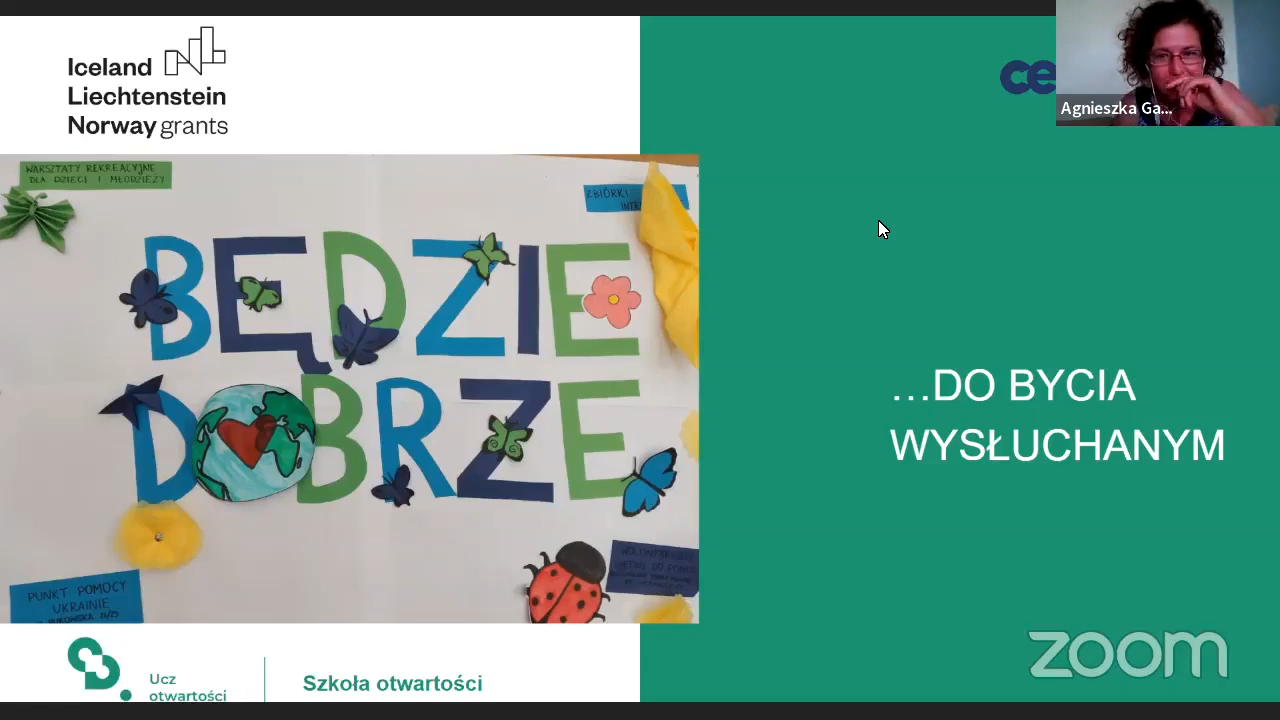 Iceland
Liechtenstein
Norway grants
ce
Agnieszka Ga...
WARSZTATY REKREACYJNE
DLA DZIECI I MŁODZIEŻY
ZBIÓRKI
BĘDZIE
DOBRZE
PUNKT POMOCY
UKRAINIE
...DO BYCIA
WYSŁUCHANYM
zoom
Ucz
otwartości
Szkoła otwartości